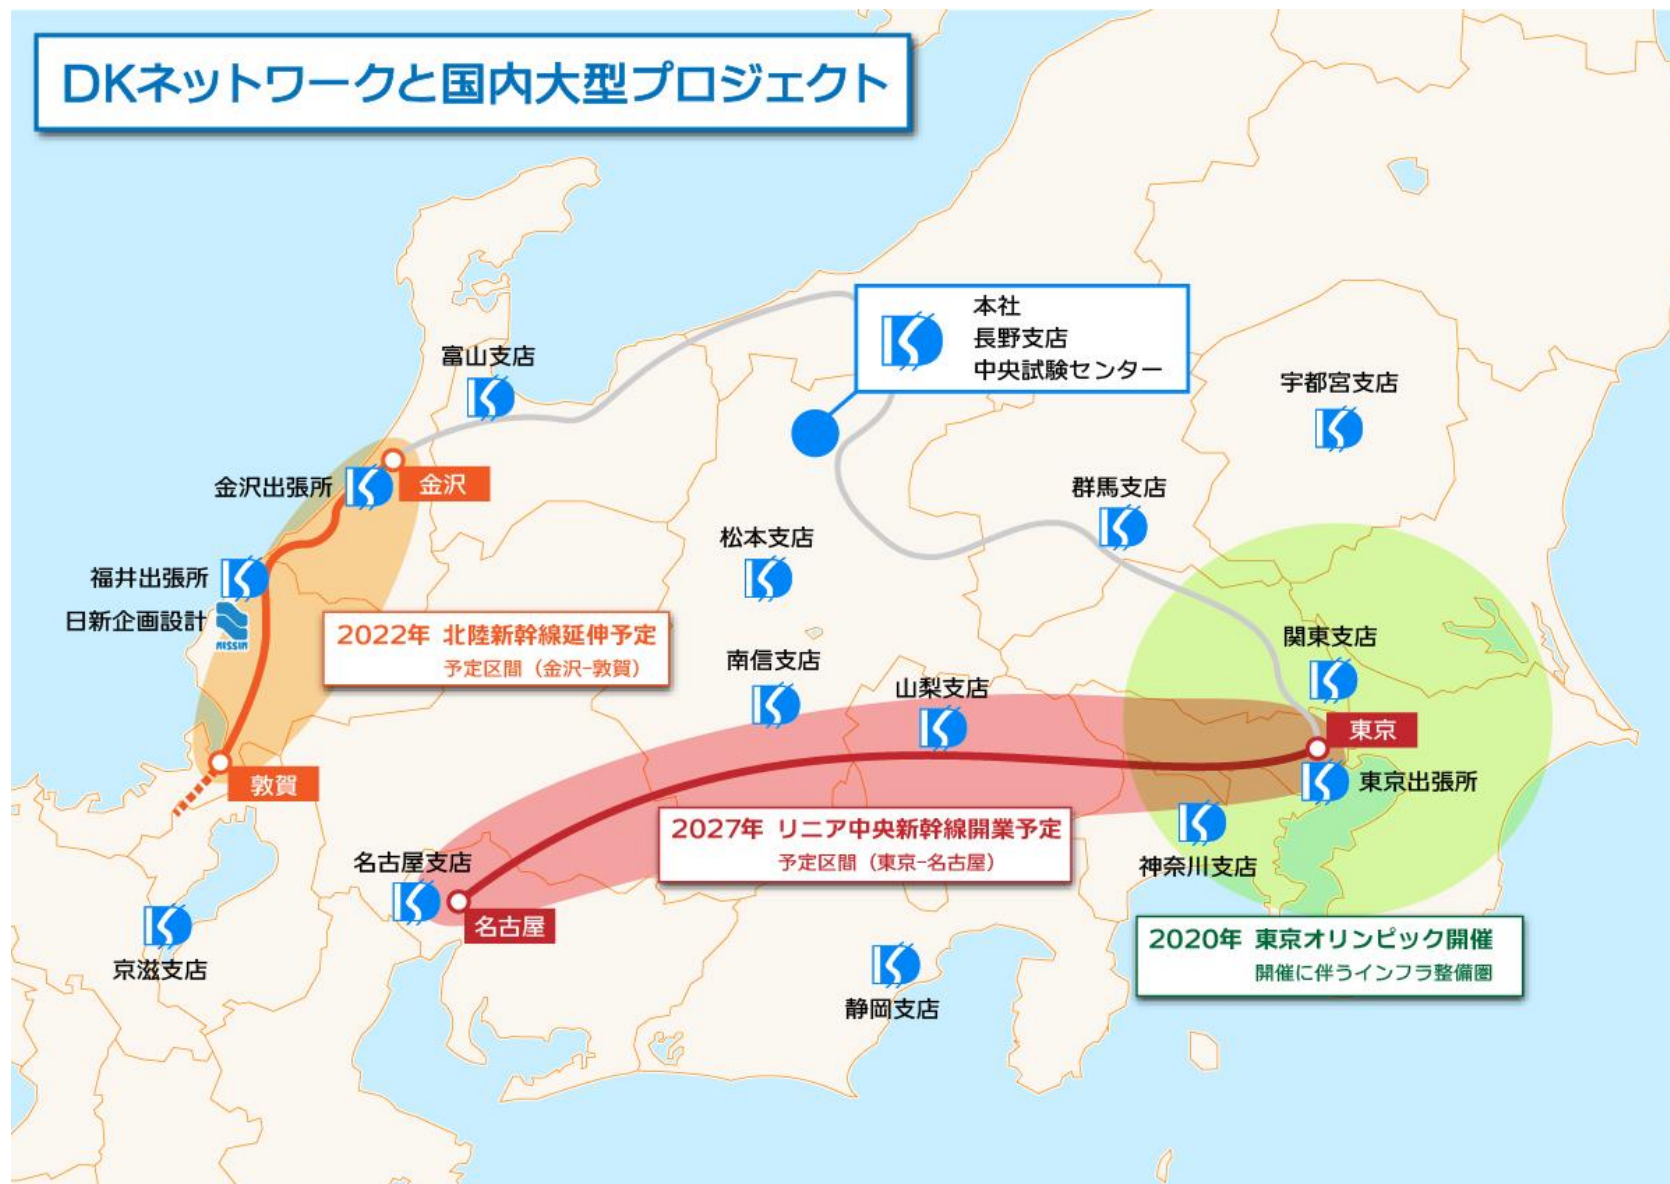 DKネットワークと国内大型プロジェクト
本社
長野支店
中央試験センター
富山支店
宇都宮支店
金沢出張所
金沢
群馬支店
松本支店
福井出張所
日新企画設計
NISSIN
2022年 北陸新幹線延伸予定
予定区間（金沢−敦賀）
関東支店
南信支店
山梨支店
東京
敦賀
東京出張所
2027年 リニア中央新幹線開業予定
予定区間（東京−名古屋）
神奈川支店
名古屋支店
名古屋
京滋支店
2020年 東京オリンピック開催
開催に伴うインフラ整備圏
静岡支店